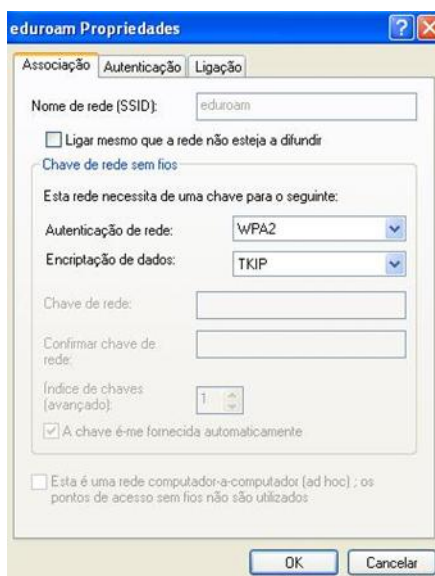 eduroam Propriedades
Associação Autenticação Ligação
Nome de rede (SSID): eduroam
Ligar mesmo que a rede não esteja a difundir
Chave de rede sem fios
Esta rede necessita de uma chave para o seguinte:
Autenticação de rede: WPA2
Encriptação de dados: TKIP
Chave de rede:
Confirmar chave de
rede:
Índice de chaves
(avançado): 1
A chave é-me fornecida automaticamente
Esta é uma rede computador-a-computador (ad hoc) ; os
pontos de acesso sem fios não são utilizados
OK Cancelar